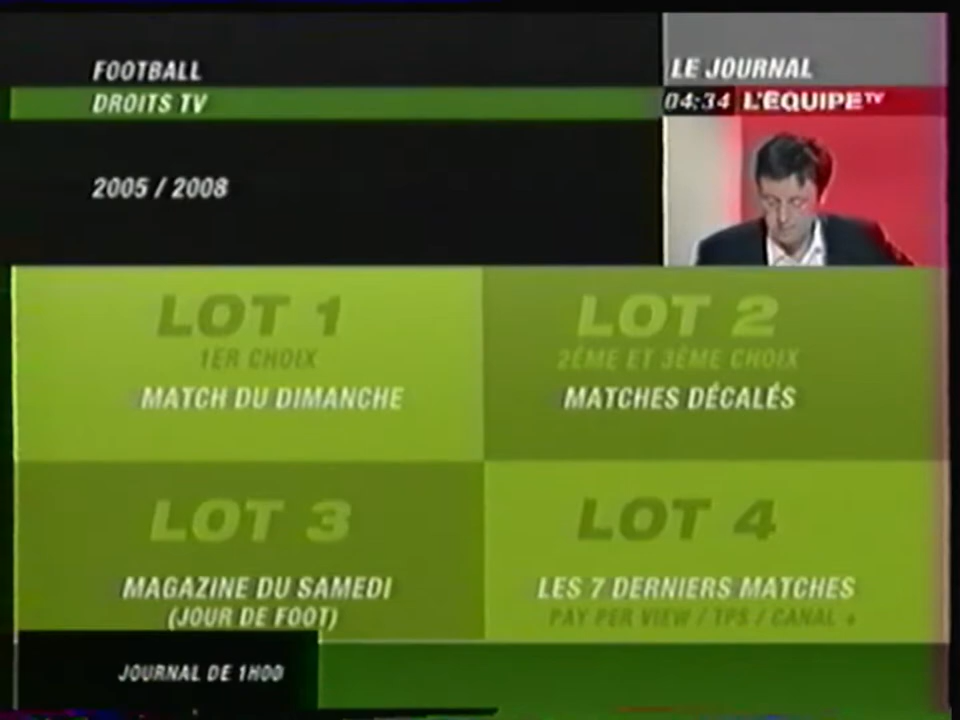 FOOTBALL
LE JOURNAL
DROITS TV
04:34 L'EQUIPE TV
2005 / 2008
LOT 1
1ER CHOIX
MATCH DU DIMANCHE
LOT 2
2ÈME ET 3ÈME CHOIX
MATCHES DÉCALÉS
LOT 3
MAGAZINE DU SAMEDI
(JOUR DE FOOT)
LOT 4
LES 7 DERNIERS MATCHES
PAY PER VIEW / TPS / CANAL +
JOURNAL DE 1H00